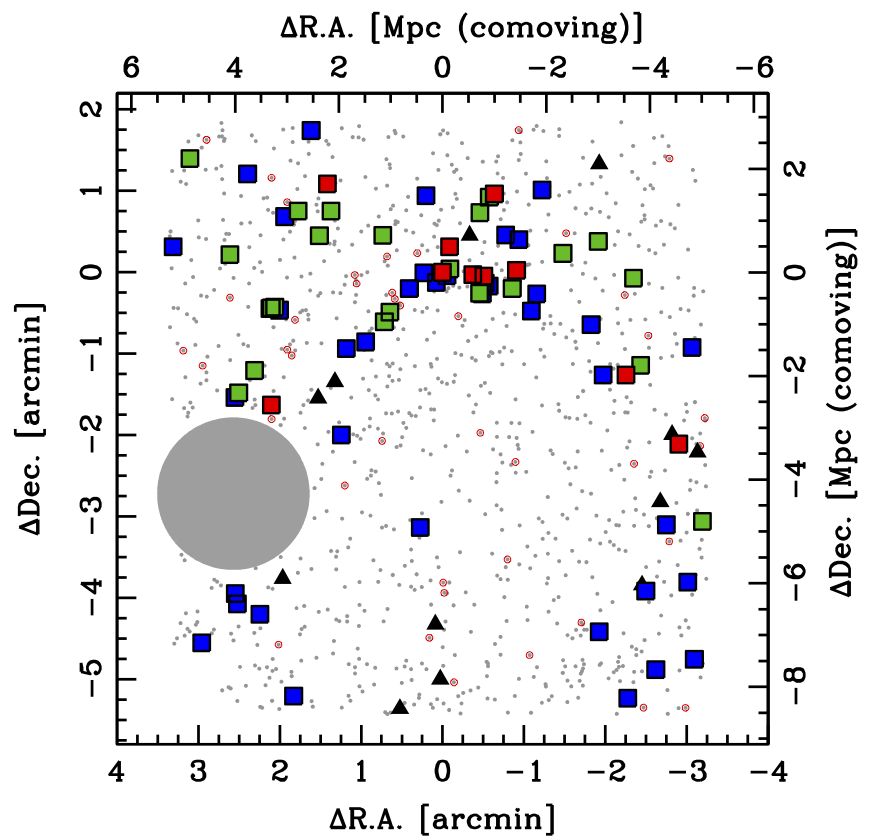 ΔR.A. [Mpc (comoving)]
6 4 2 0 -2 -4 -6
2
1
0
-1
-2
-3
-4
-5
ΔDec. [arcmin]
2
0
-2
-4
-6
-8
ΔDec. [Mpc (comoving)]
4 3 2 1 0 -1 -2 -3 -4
ΔR.A. [arcmin]